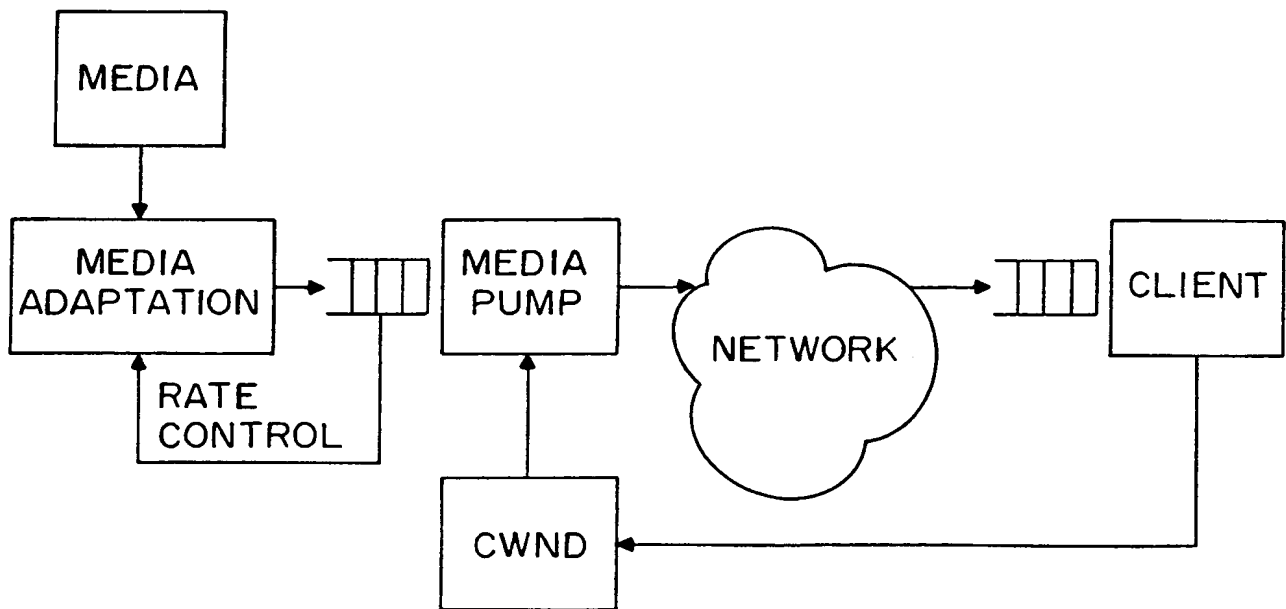 MEDIA
MEDIA
ADAPTATION
MEDIA
PUMP
NETWORK
CLIENT
RATE
CONTROL
CWND